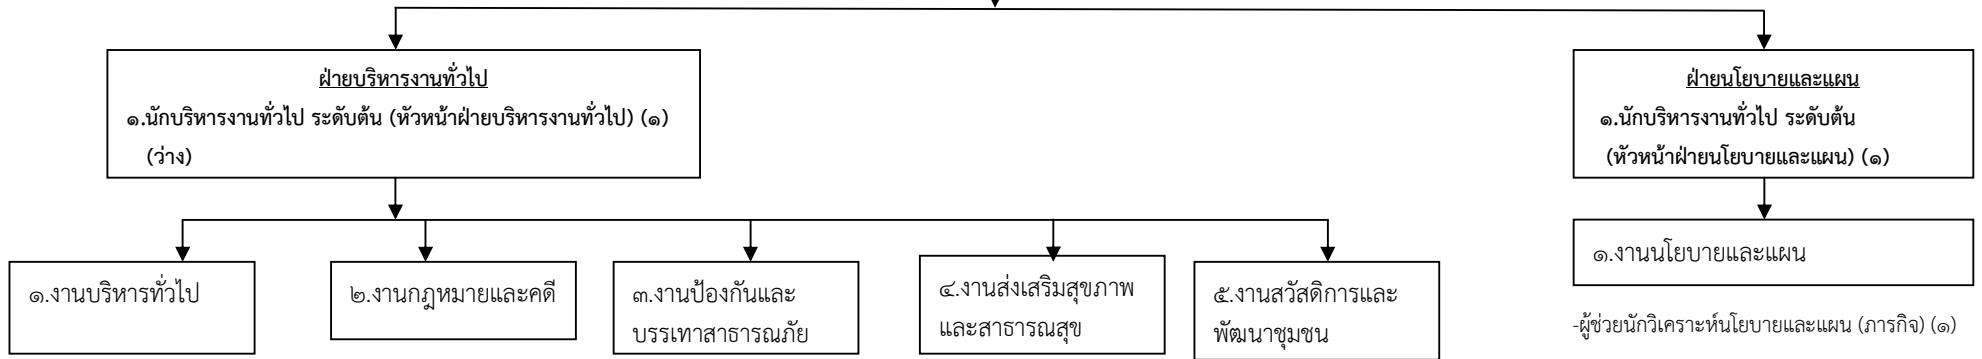 ฝ่ายบริหารงานทั่วไป
๑.นักบริหารงานทั่วไป ระดับต้น (หัวหน้าฝ่ายบริหารงานทั่วไป) (๑)
(ว่าง)
ฝ่ายนโยบายและแผน
๑.นักบริหารงานทั่วไป ระดับต้น
(หัวหน้าฝ่ายนโยบายและแผน) (๑)
๑.งานบริหารทั่วไป
๒.งานกฎหมายและคดี
๓.งานป้องกันและ
บรรเทาสาธารณภัย
๔.งานส่งเสริมสุขภาพ
และสาธารณสุข
๕.งานสวัสดิการและ
พัฒนาชุมชน
๑.งานนโยบายและแผน
-ผู้ช่วยนักวิเคราะห์นโยบายและแผน (ภารกิจ) (๑)